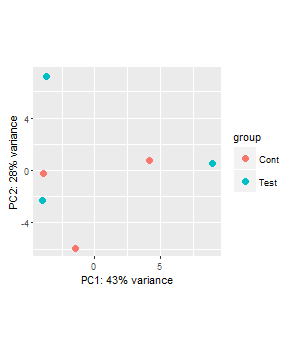 4
0
-4
PC2: 28% variance
0 5
PC1: 43% variance
group
Cont
Test